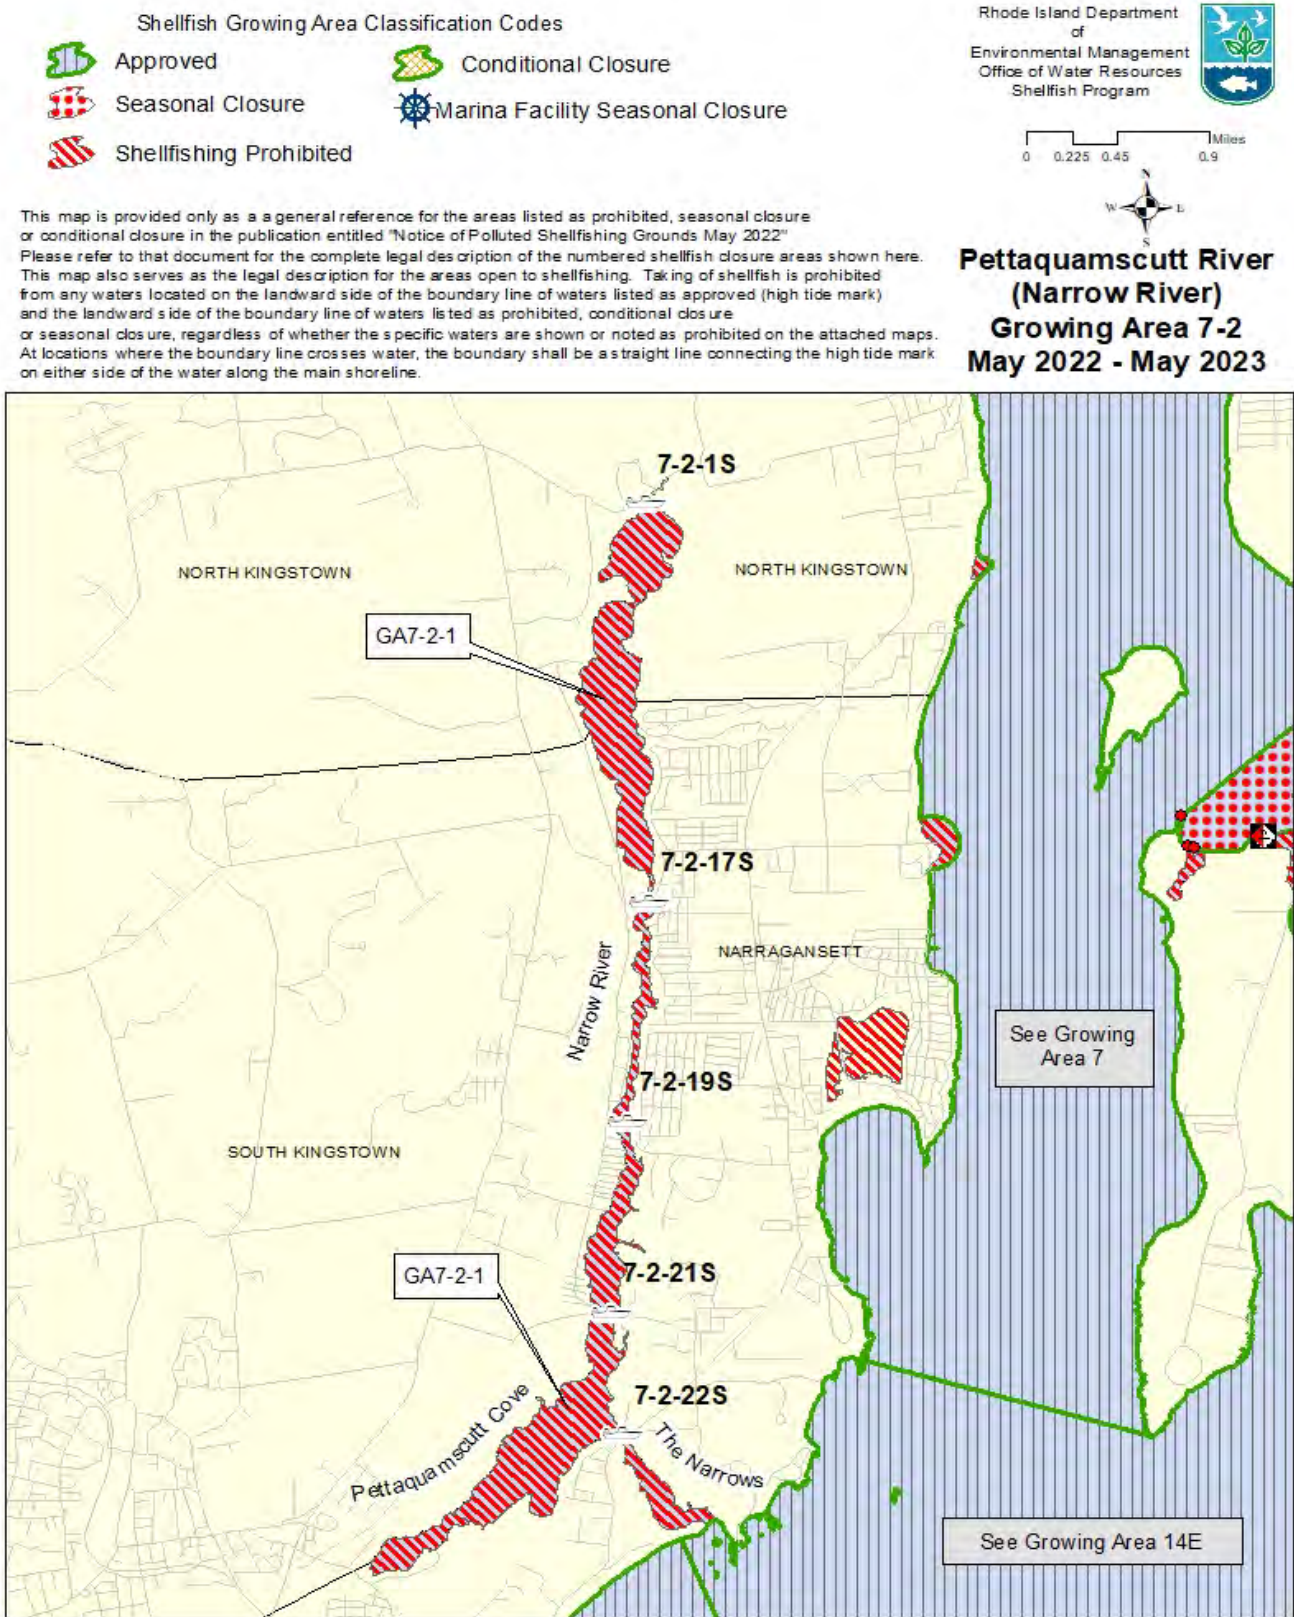 Shellfish Growing Area Classification Codes
Approved
Conditional Closure
Seasonal Closure
Marina Facility Seasonal Closure
Shellfishing Prohibited
Rhode Island Department
of
Environmental Management
Office of Water Resources
Shellfish Program
Miles
0 0.225 0.45 0.9
N
W E
S
This map is provided only as a a general reference for the areas listed as prohibited, seasonal closure
or conditional closure in the publication entitled "Notice of Polluted Shellfishing Grounds May 2022"
Please refer to that document for the complete legal description of the numbered shellfish closure areas shown here.
This map also serves as the legal description for the areas open to shellfishing. Taking of shellfish is prohibited
from any waters located on the landward side of the boundary line of waters listed as approved (high tide mark)
and the landward side of the boundary line of waters listed as prohibited, conditional closure
or seasonal closure, regardless of whether the specific waters are shown or noted as prohibited on the attached maps.
At locations where the boundary line crosses water, the boundary shall be a straight line connecting the high tide mark
on either side of the water along the main shoreline.
Pettaquamscutt River
(Narrow River)
Growing Area 7-2
May 2022 - May 2023
7-2-1S
NORTH KINGSTOWN
NORTH KINGSTOWN
GA7-2-1
7-2-17S
NARRAGANSETT
Narrow River
See Growing
Area 7
7-2-19S
SOUTH KINGSTOWN
GA7-2-1
7-2-21S
7-2-22S
Pettaquamscutt Cove
The Narrows
See Growing Area 14E